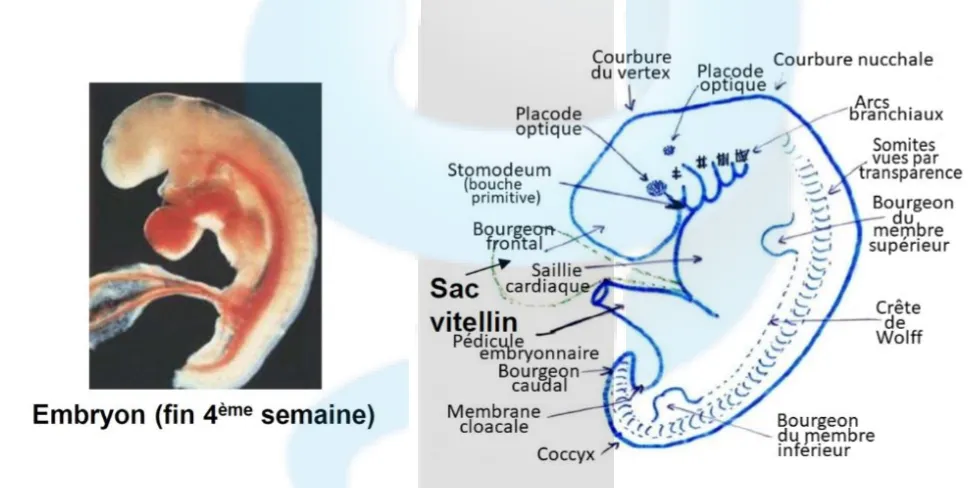 Embryon (fin 4ème semaine)
Courbure
du vertex
Placode
optique
Courbure nucchale
Placode
optique
Arcs
branchiaux
Stomodeum
(bouche
primitive)
Somites
vues par
transparence
Bourgeon
frontal
Bourgeon
du
membre
supérieur
Saillie
cardiaque
Sac
vitellin
Pédicule
embryonnaire
Crête
de
Wolff
Bourgeon
caudal
Membrane
cloacale
Bourgeon
du membre
inférieur
Coccyx